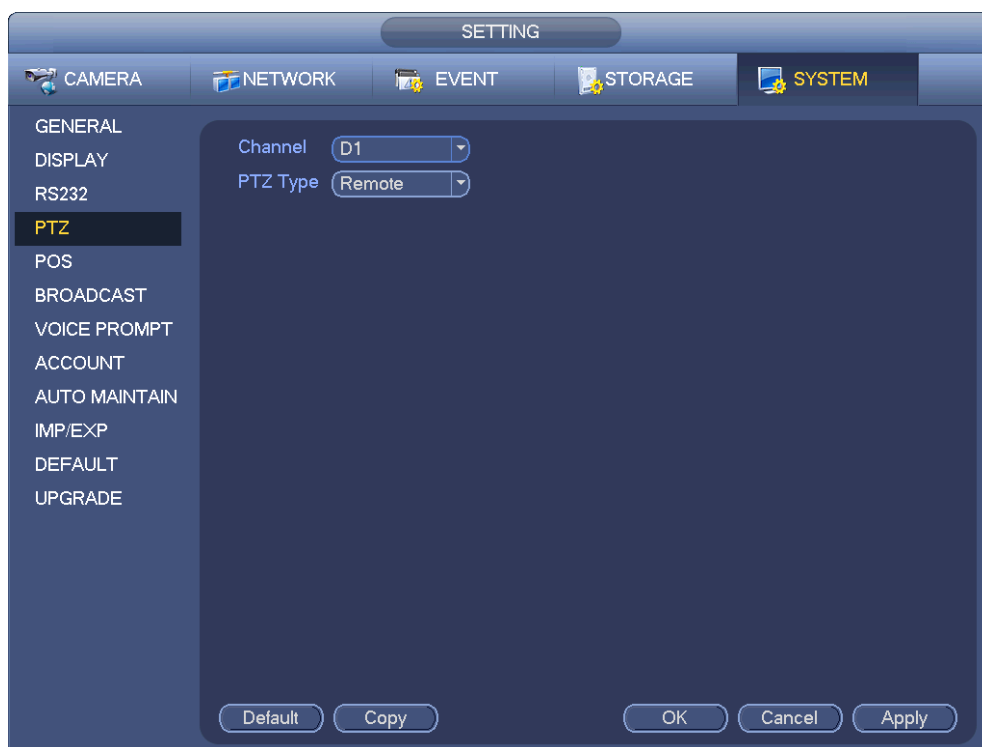 SETTING
CAMERA NETWORK EVENT STORAGE SYSTEM
GENERAL
DISPLAY
RS232
PTZ
POS
BROADCAST
VOICE PROMPT
ACCOUNT
AUTO MAINTAIN
IMP/EXP
DEFAULT
UPGRADE
Channel D1
PTZ Type Remote
Default Copy OK Cancel Apply